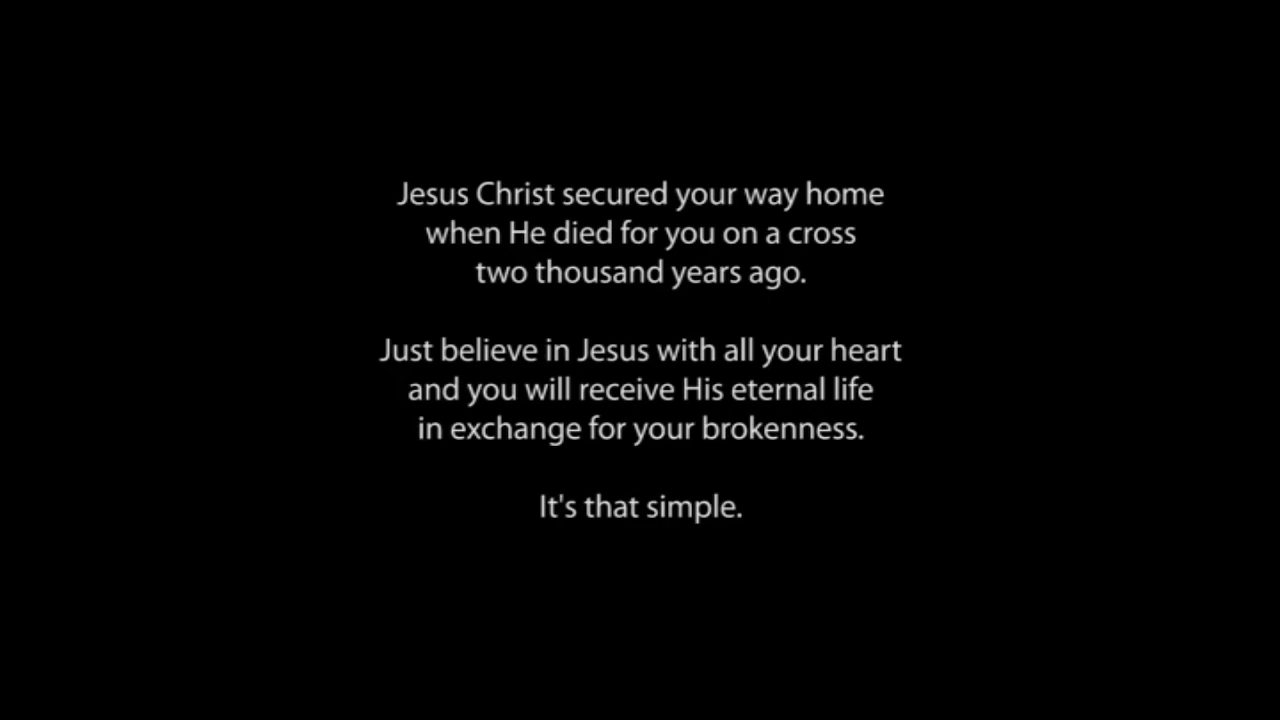 Jesus Christ secured your way home
when He died for you on a cross
two thousand years ago.
Just believe in Jesus with all your heart
and you will receive His eternal life
in exchange for your brokenness.
It's that simple.